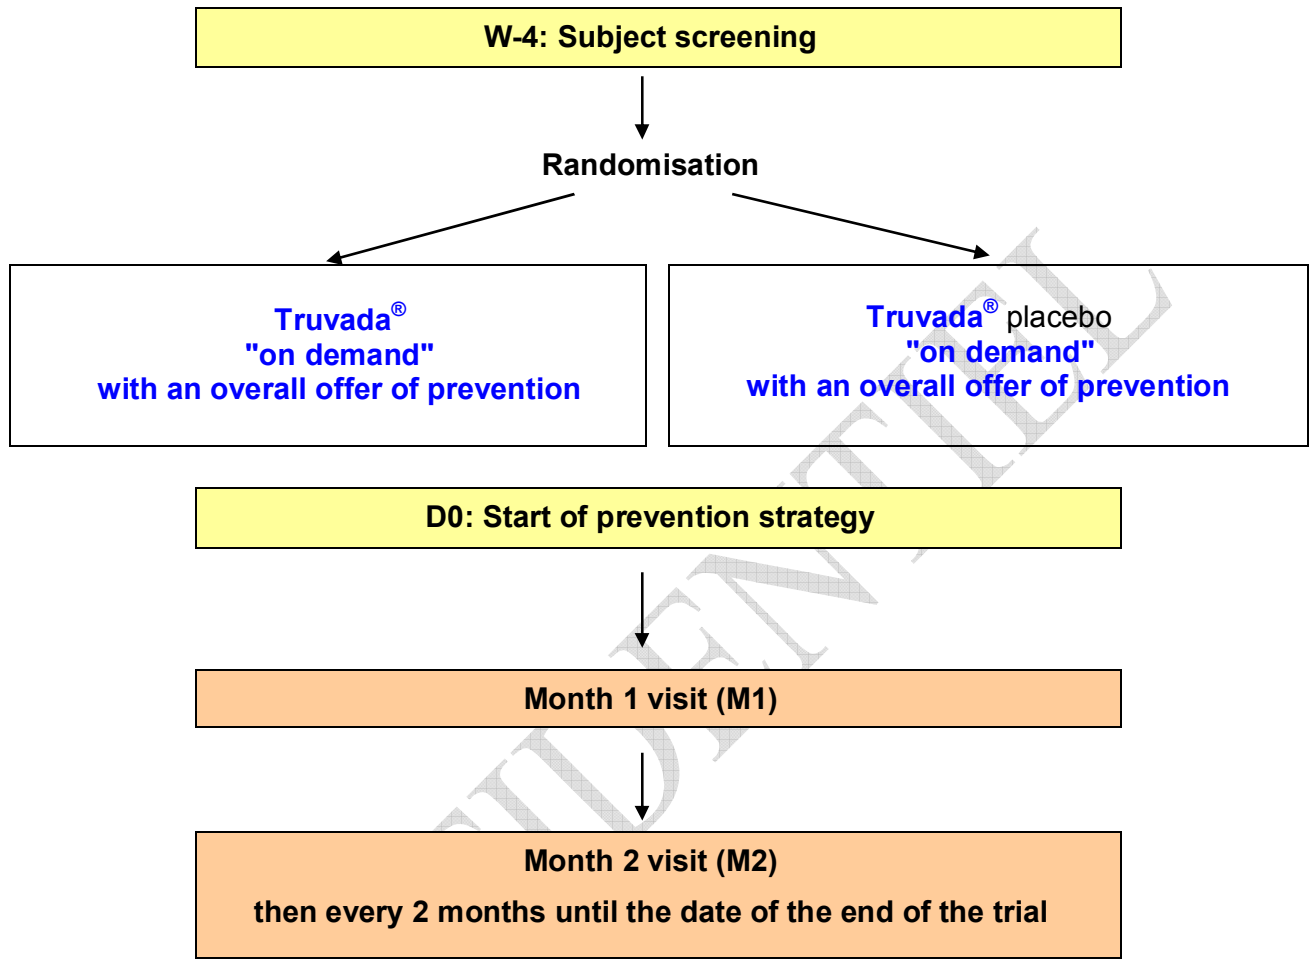 W-4: Subject screening
Randomisation
Truvada®
"on demand"
with an overall offer of prevention
Truvada® placebo
"on demand"
with an overall offer of prevention
D0: Start of prevention strategy
Month 1 visit (M1)
Month 2 visit (M2)
then every 2 months until the date of the end of the trial
TIDENTIEL